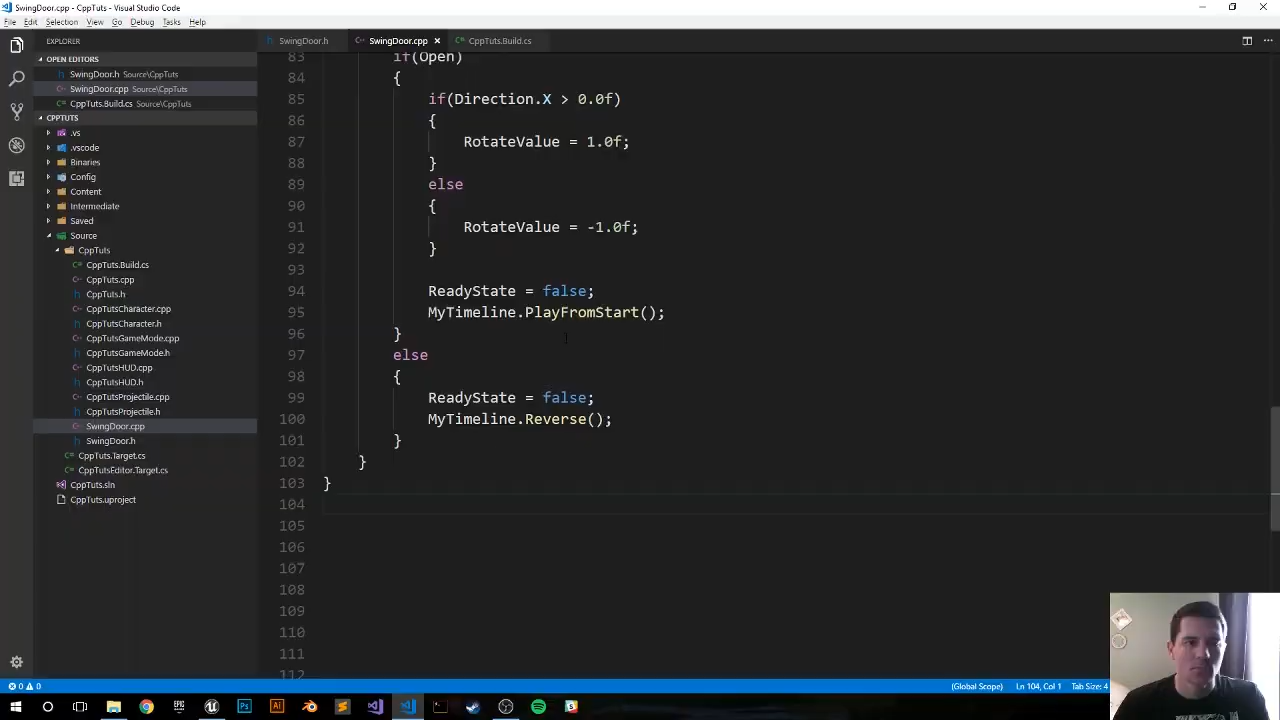 SwingDoor.cpp - CppTuts - Visual Studio Code
File Edit Selection View Go Debug Tasks Help
EXPLORER
SwingDoor.h
SwingDoor.cpp
CppTuts.Build.cs
OPEN EDITORS
SwingDoor.h Source\CppTuts
SwingDoor.cpp Source\CppTuts
CppTuts.Build.cs Source\CppTuts
CPPTUTS
.vs
.vscode
Binaries
Config
Content
Intermediate
Saved
Source
CppTuts
CppTuts.Build.cs
CppTuts.cpp
CppTuts.h
CppTutsCharacter.cpp
CppTutsCharacter.h
CppTutsGameMode.cpp
CppTutsGameMode.h
CppTutsHUD.cpp
CppTutsHUD.h
CppTutsProjectile.cpp
CppTutsProjectile.h
SwingDoor.cpp
SwingDoor.h
CppTuts.Target.cs
CppTutsEditor.Target.cs
CppTuts.sln
CppTuts.uproject
83 if(Open)
84 {
85 if(Direction.X > 0.0f)
86 {
87 RotateValue = 1.0f;
88 }
89 else
90 {
91 RotateValue = -1.0f;
92 }
93
94 ReadyState = false;
95 MyTimeline.PlayFromStart();
96 }
97 else
98 {
99 ReadyState = false;
100 MyTimeline.Reverse();
101 }
102 }
103 }
104
105
106
107
108
109
110
111
112
0 0
(Global Scope) Ln 104, Col 1 Tab Size: 4